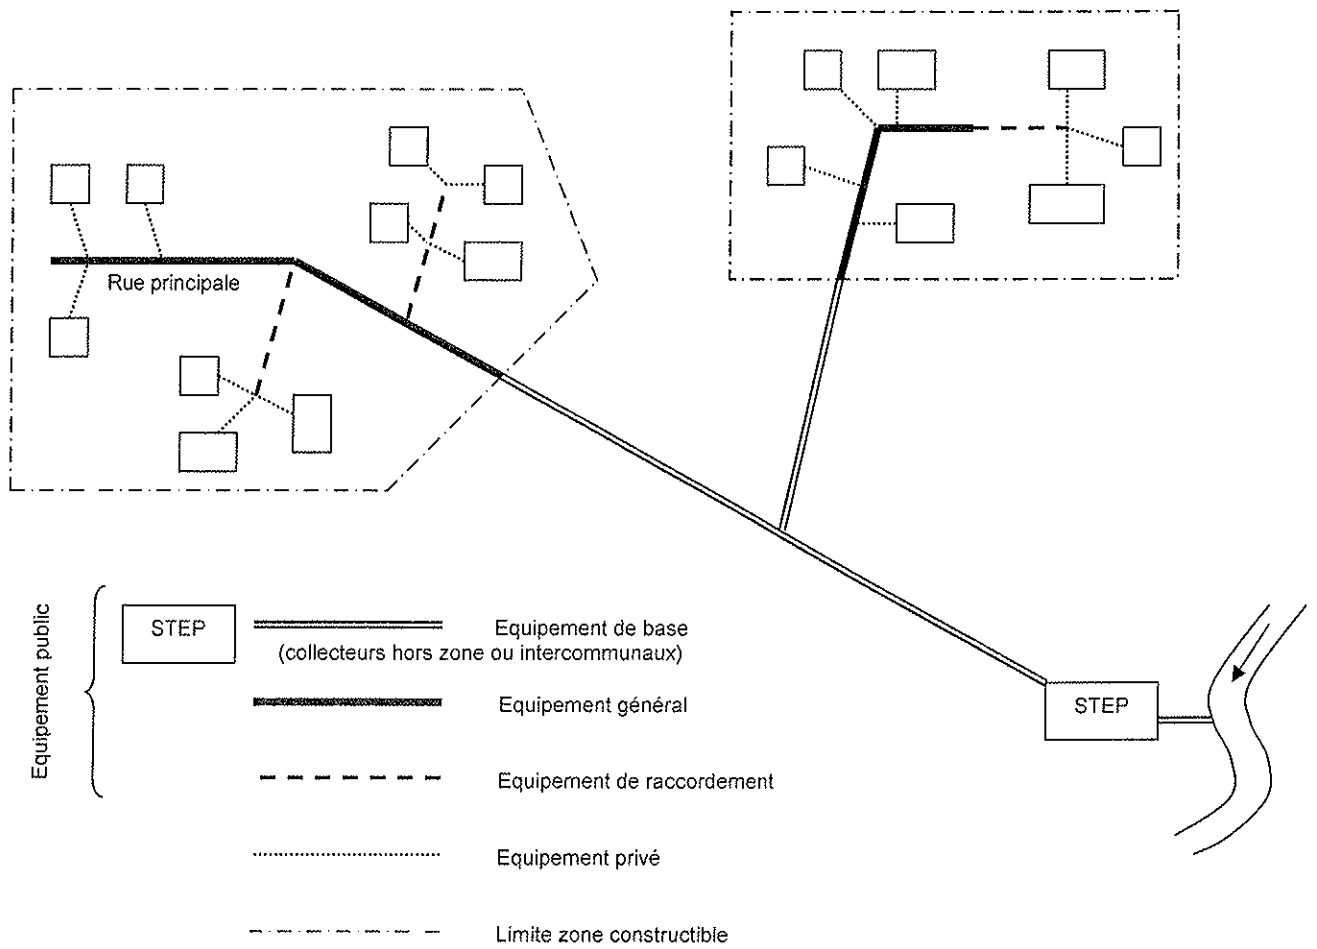 Rue principale
Equipement public
STEP
Equipement de base
(collecteurs hors zone ou intercommunaux)
Equipement général
STEP
Equipement de raccordement
Equipement privé
Limite zone constructible